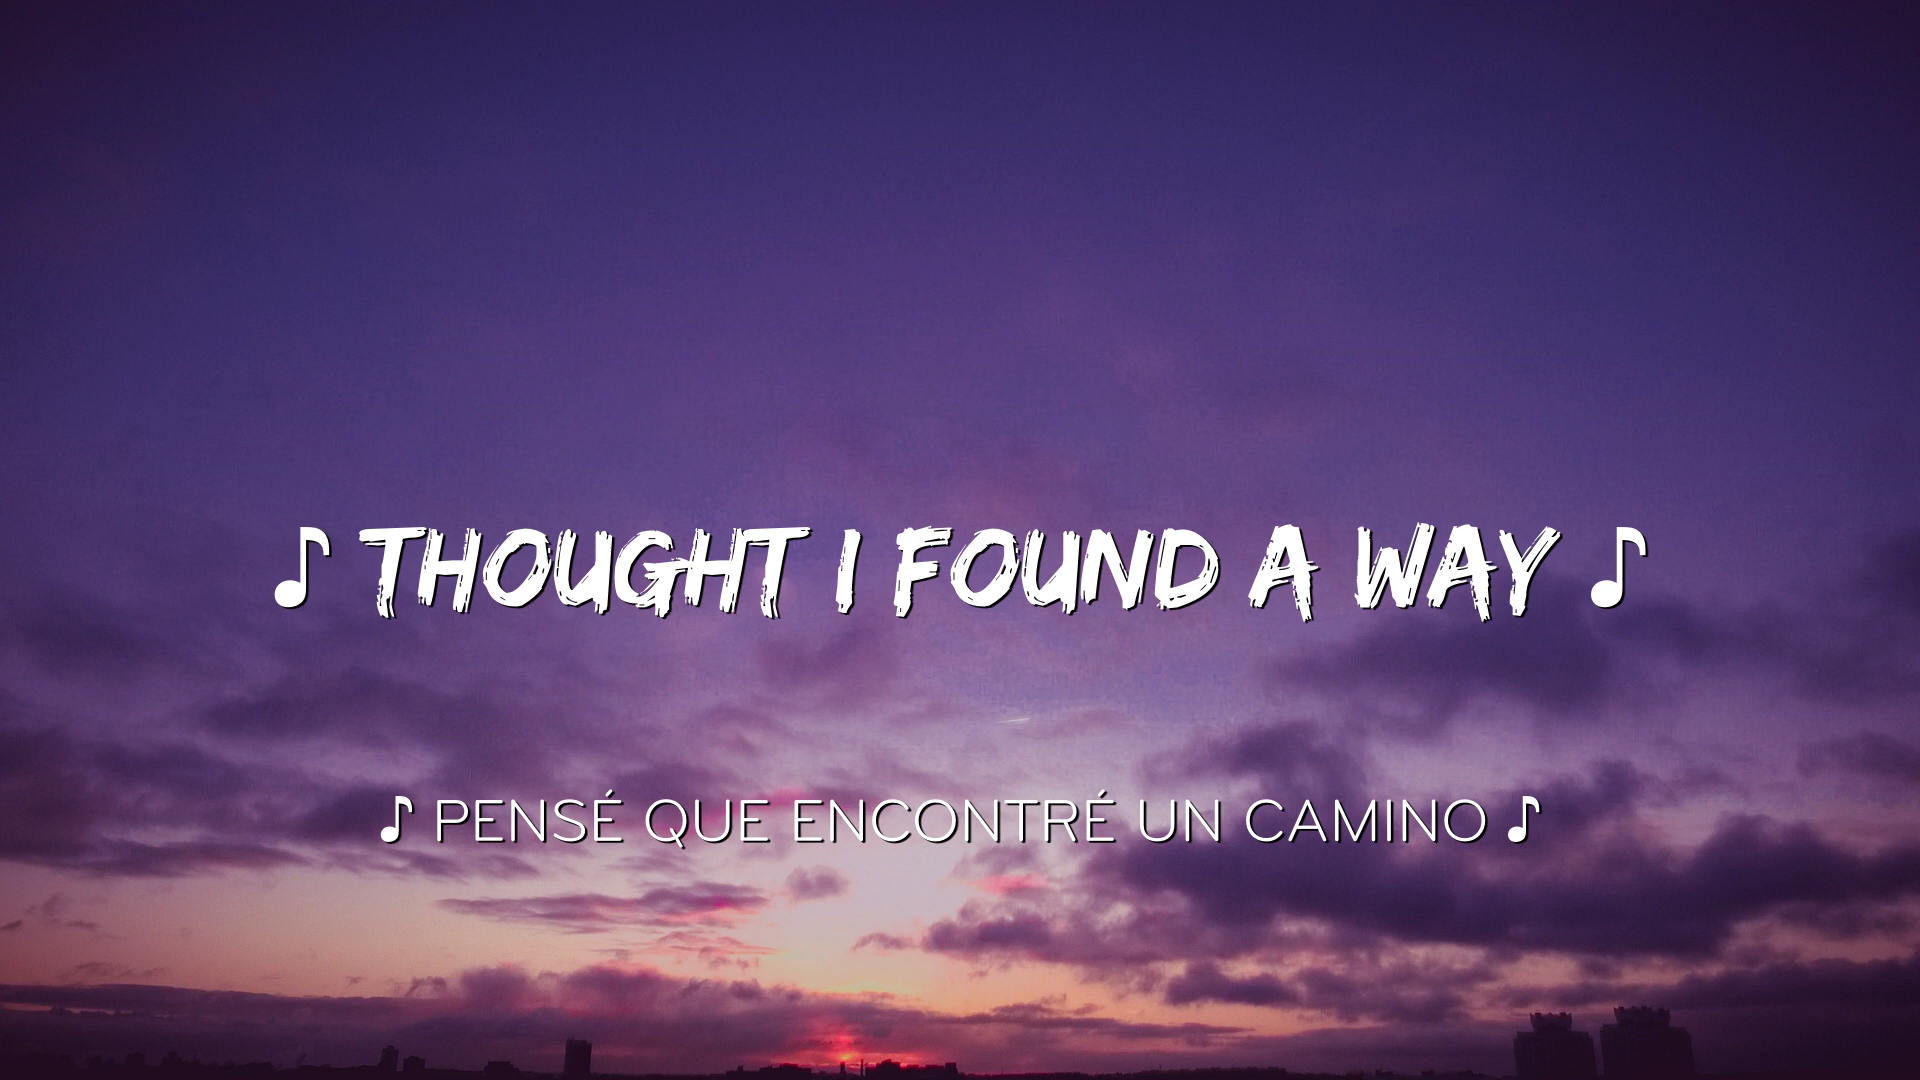 ♪ THOUGHT I FOUND A WAY ♪
♪ PENSÉ QUE ENCONTRÉ UN CAMINO ♪